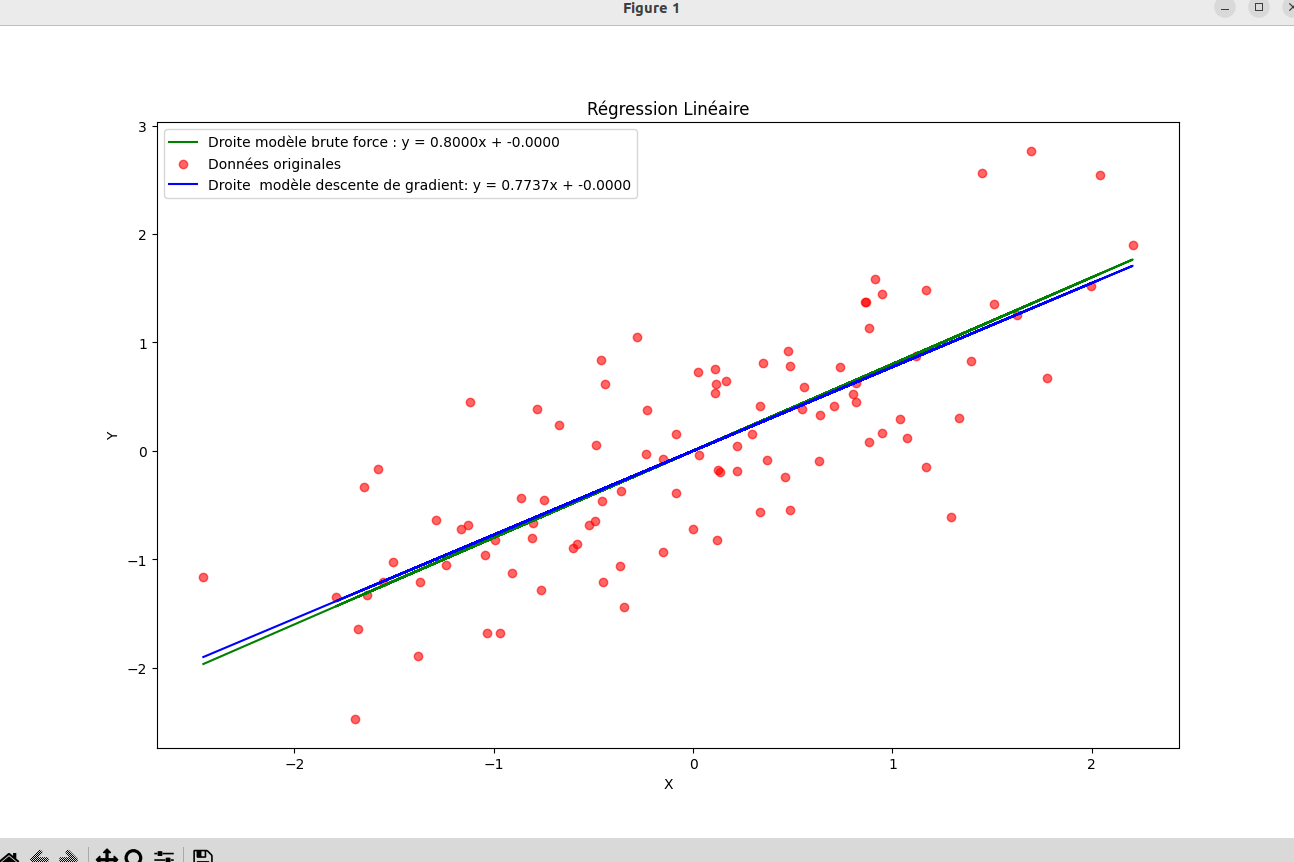 Figure 1
Régression Linéaire
Droite modèle brute force : y = 0.8000x + -0.0000
Données originales
Droite  modèle descente de gradient: y = 0.7737x + -0.0000
3
2
1
0
−1
−2
Y
−2
−1
0
1
2
X